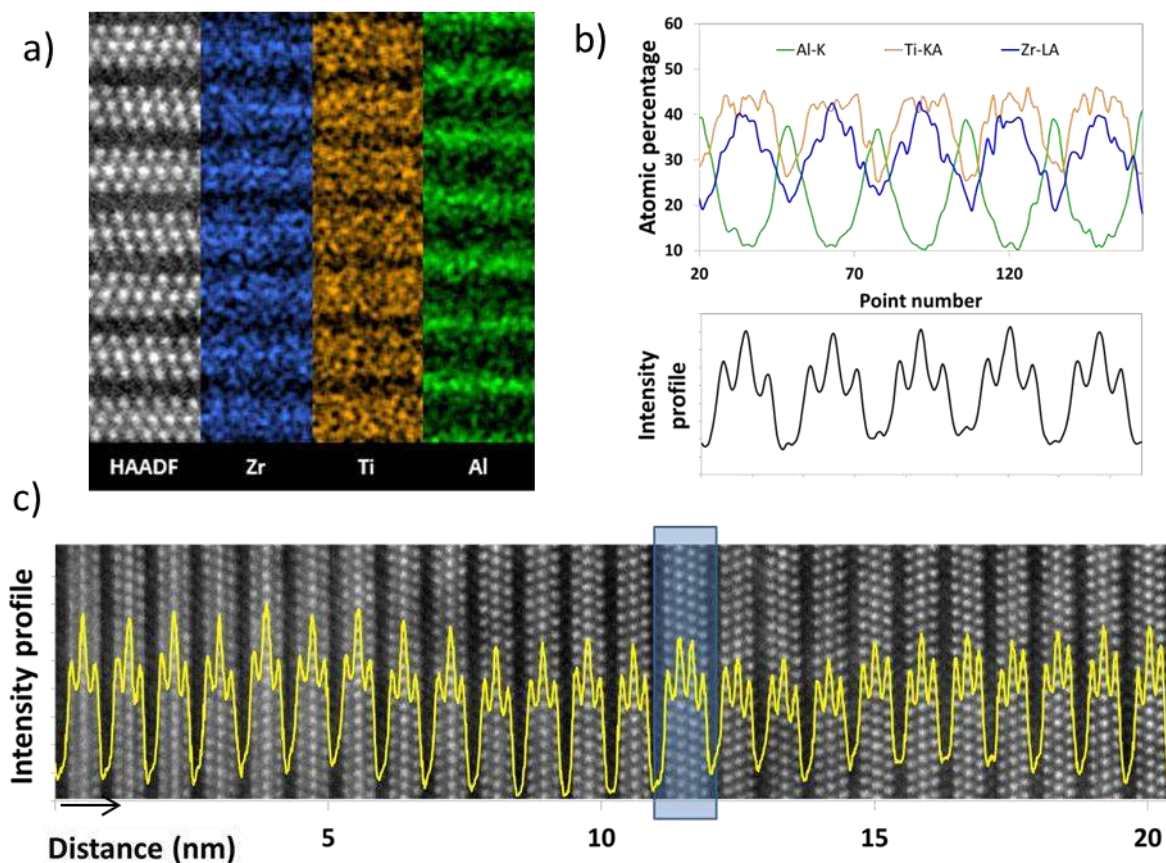 a)
HAADF Zr Ti Al
b)
60
50
40
30
20
10
Atomic percentage
Al-K Ti-KA Zr-LA
20 70 120
Point number
Intensity
profile
c)
Intensity profile
5 10 15 20
Distance (nm)